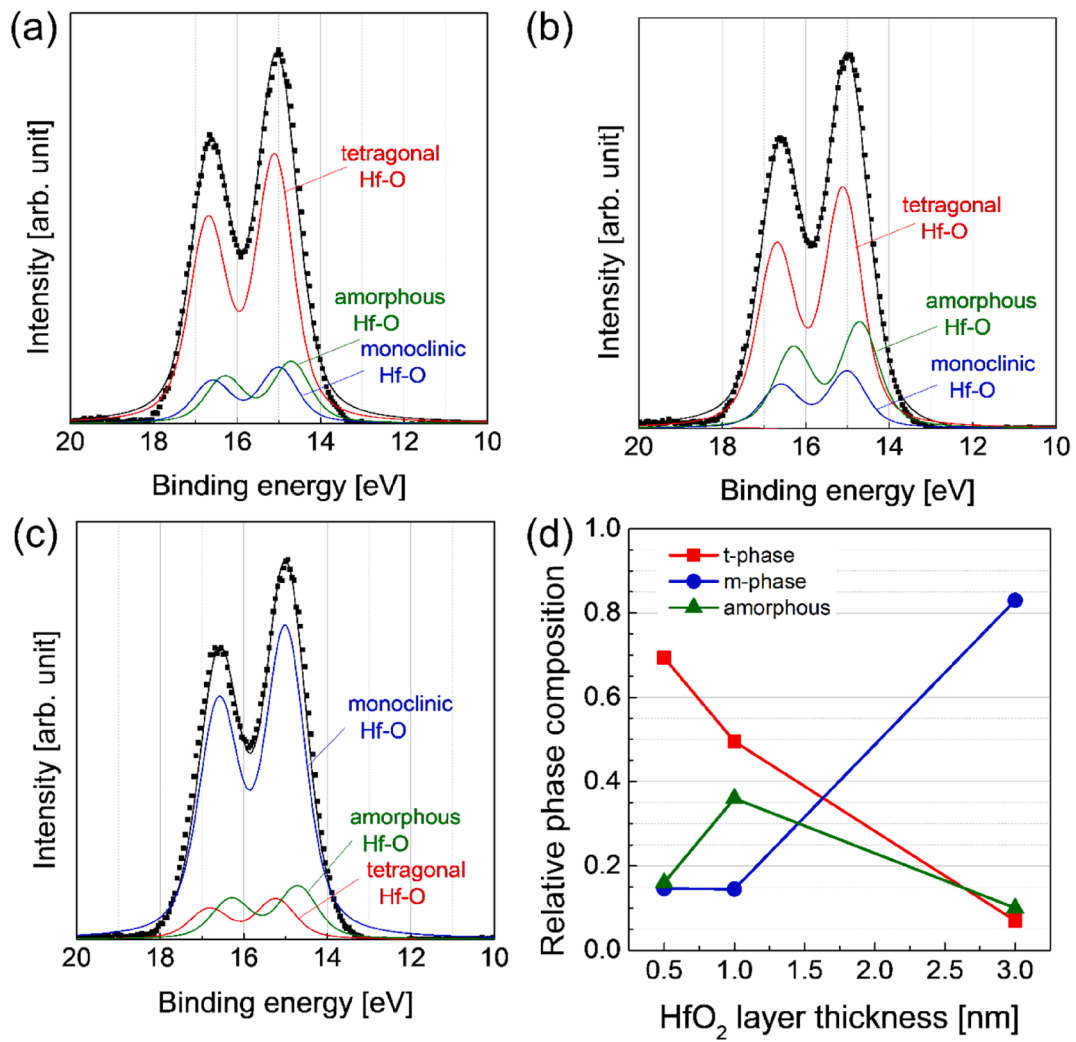 (a)
Intensity [arb. unit]
tetragonal
Hf-O
amorphous
Hf-O
monoclinic
Hf-O
20 18 16 14 12 10
Binding energy [eV]
(b)
Intensity [arb. unit]
tetragonal
Hf-O
amorphous
Hf-O
monoclinic
Hf-O
20 18 16 14 12 10
Binding energy [eV]
(c)
Intensity [arb. unit]
monoclinic
Hf-O
amorphous
Hf-O
tetragonal
Hf-O
20 18 16 14 12 10
Binding energy [eV]
(d)
Relative phase composition
1.0
0.8
0.6
0.4
0.2
0.0
t-phase
m-phase
amorphous
0.5 1.0 1.5 2.0 2.5 3.0
HfO₂ layer thickness [nm]